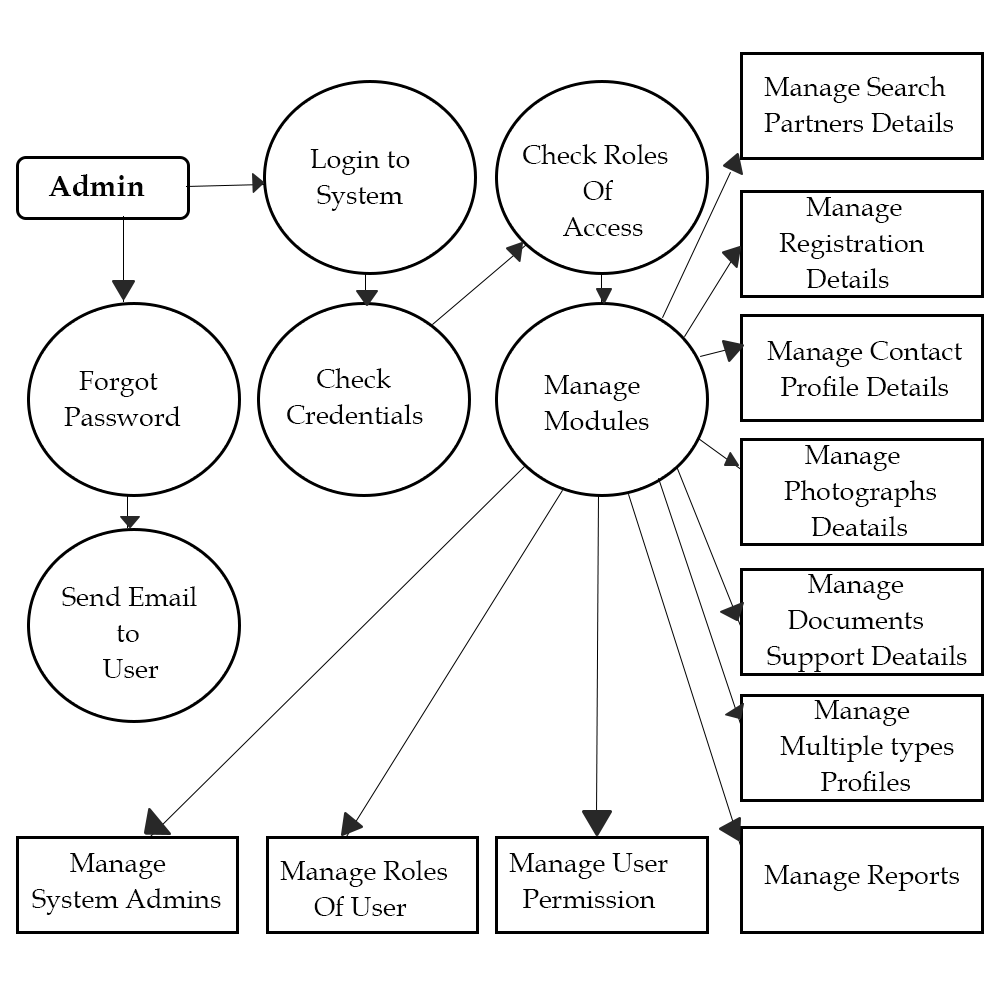 Admin
Login to
System
Check Roles
Of
Access
Manage Search
Partners Details
Manage
Registration
Details
Forgot
Password
Check
Credentials
Manage
Modules
Manage Contact
Profile Details
Manage
Photographs
Deatails
Send Email
to
User
Manage
Documents
Support Deatails
Manage
Multiple types
Profiles
Manage
System Admins
Manage Roles
Of User
Manage User
Permission
Manage Reports